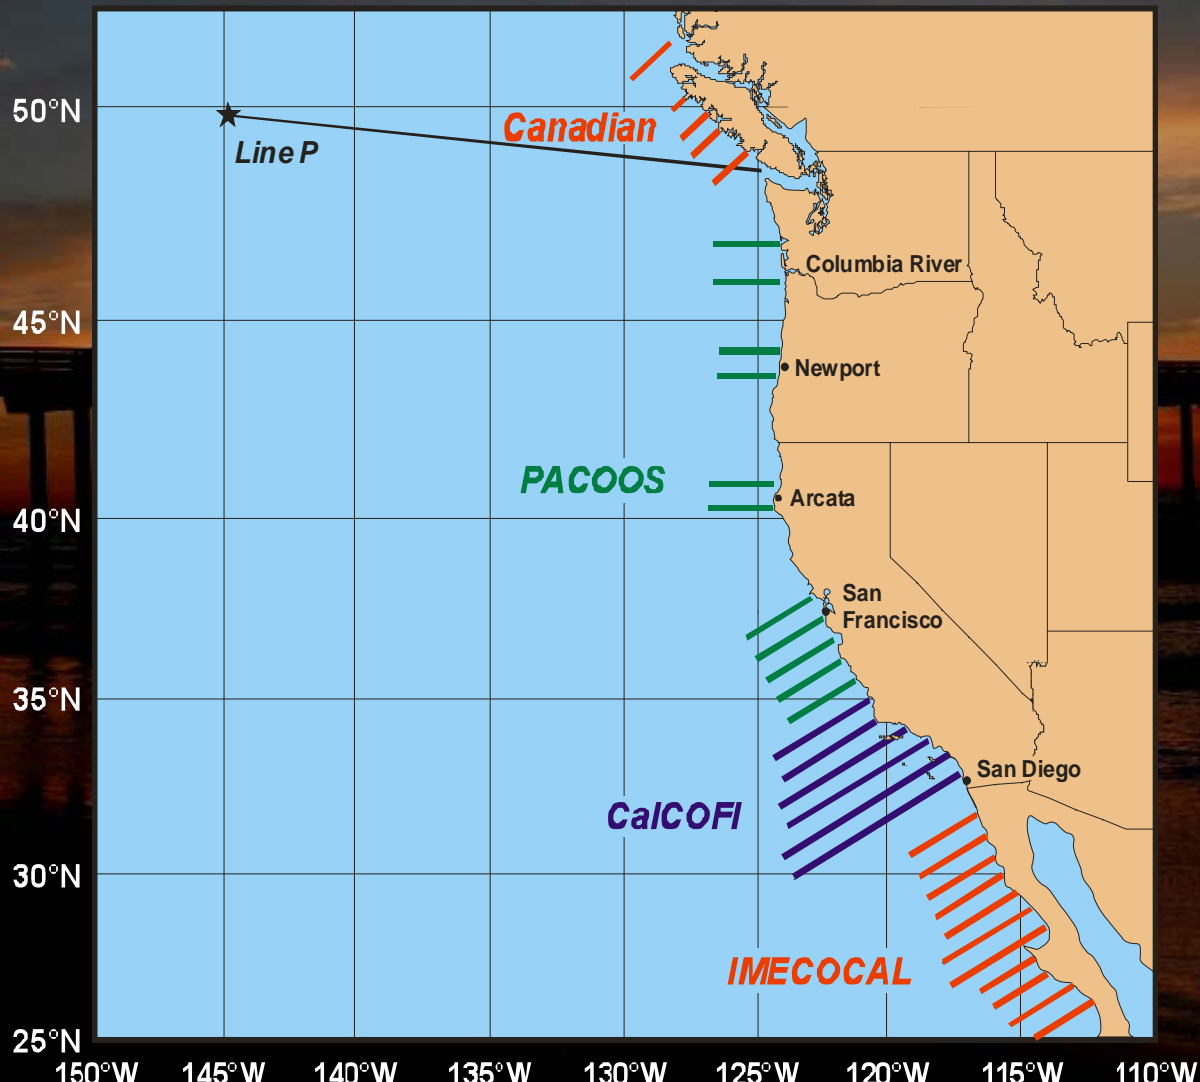 50°N
Canadian
Line P
Columbia River
45°N
Newport
PACOOS
Arcata
40°N
San
Francisco
35°N
San Diego
CalCOFI
30°N
IMECOCAL
25°N
150°W 145°W 140°W 135°W 130°W 125°W 120°W 115°W 110°W